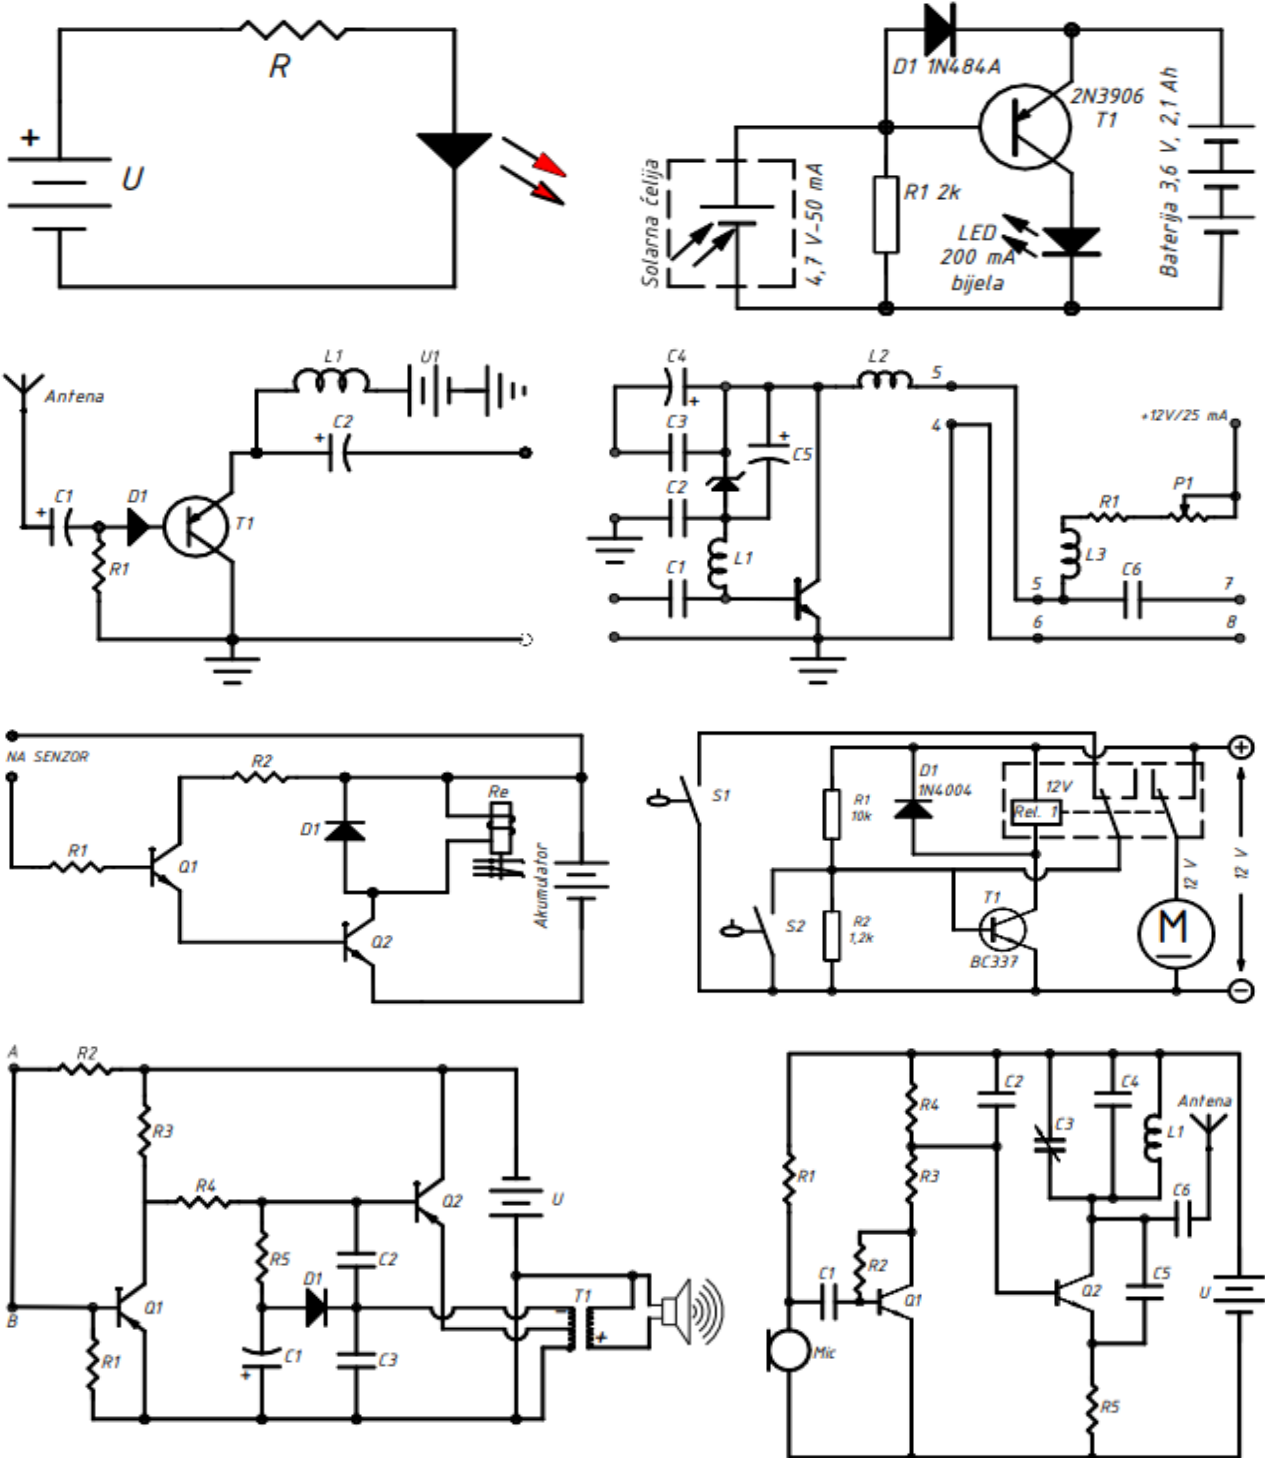 R
+
U
D1 1N484A
2N3906
T1
Solarna ćelija
4,7 V-50 mA
R1 2k
LED
200 mA
bijela
Baterija 3,6 V, 2,1 Ah
Antena
L1
U1
+
C2
+
C1
D1
T1
R1
C4
+
C3
+
C5
C2
L1
C1
L2
5
4
+12V/25 mA
P1
R1
L3
C6
5
7
6
8
NA SENZOR
R2
Re
D1
R1
Q1
Q2
Akumulator
S1
R1
10k
D1
1N4004
12V
Rel. 1
+
12 V
12 V
S2
R2
1,2k
T1
BC337
M
−
A
R2
R3
R4
Q2
U
R5
C2
D1
T1
−
+
B
Q1
R1
C1
+
C3
R4
C2
C3
C4
L1
Antena
R1
R3
C6
R2
C1
Q1
Q2
C5
U
Mic
R5